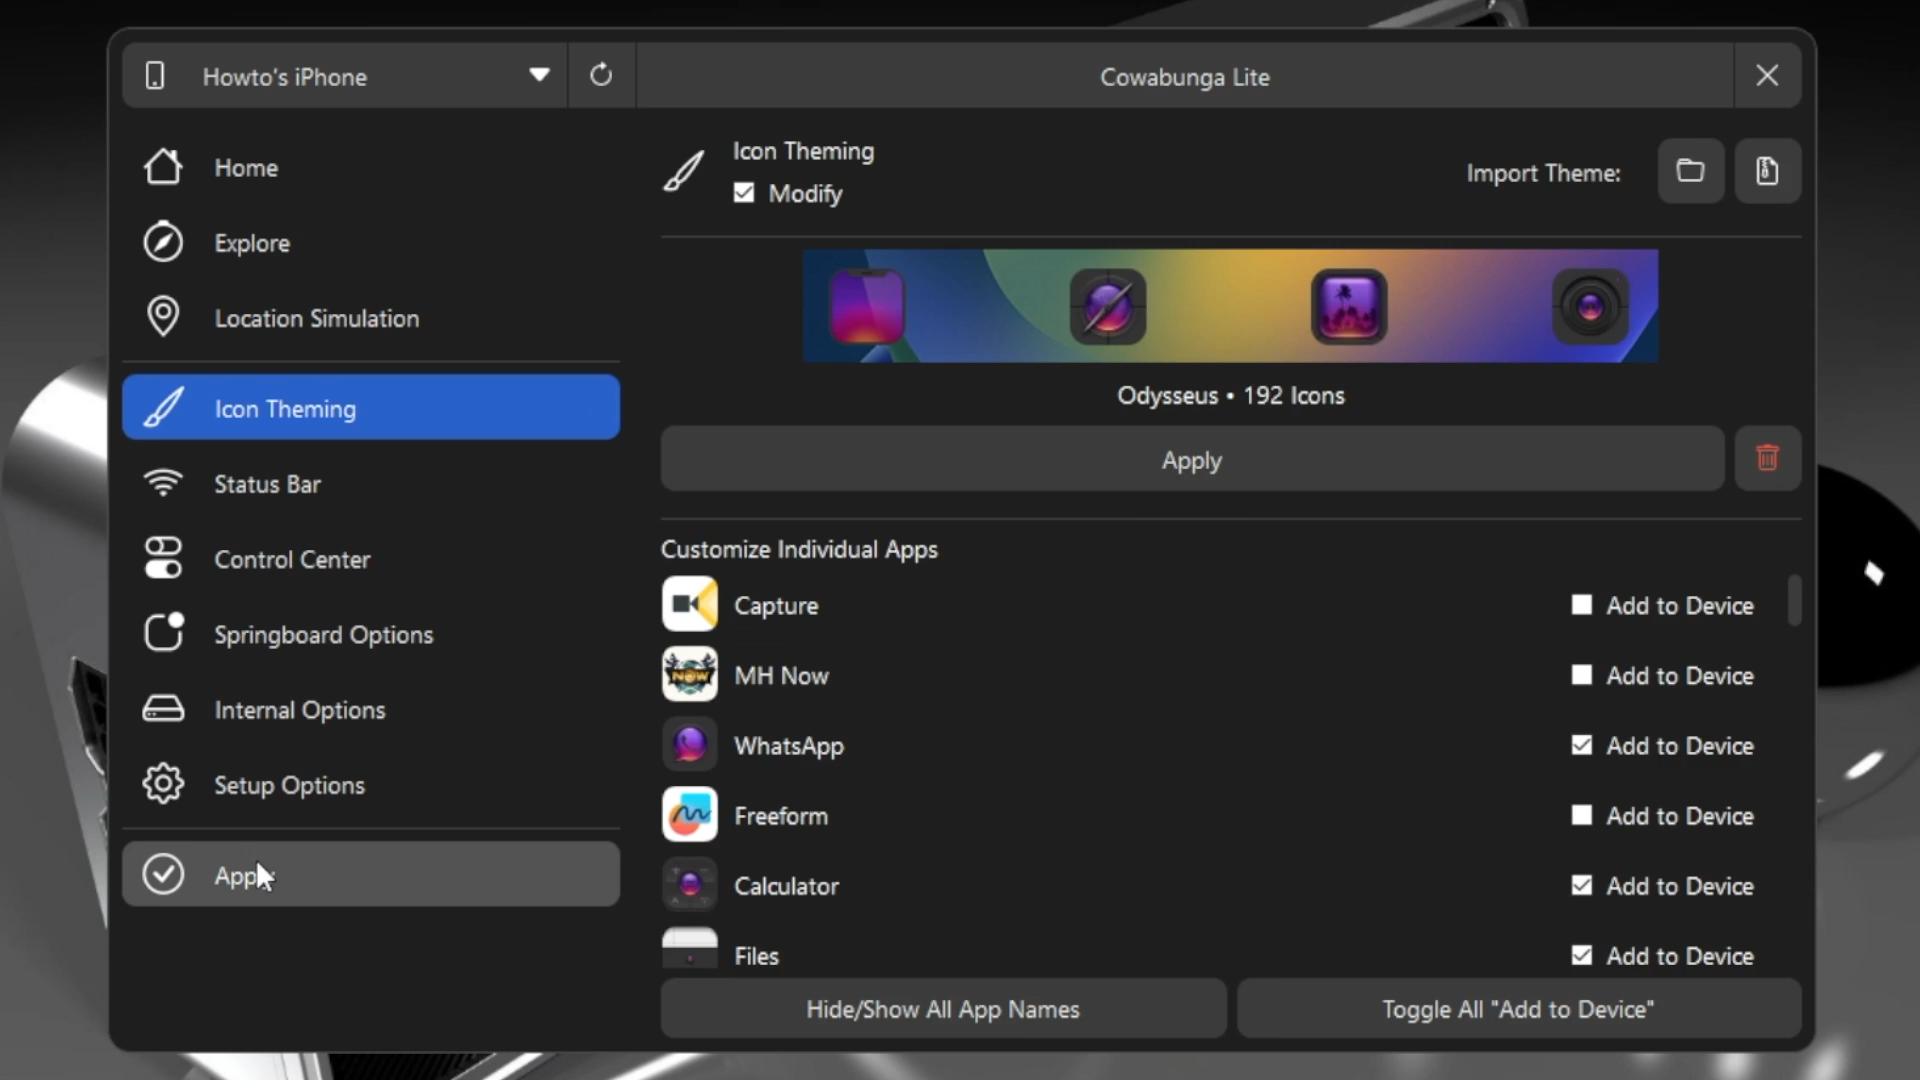 Howto's iPhone
Cowabunga Lite
Home
Explore
Location Simulation
Icon Theming
Status Bar
Control Center
Springboard Options
Internal Options
Setup Options
Icon Theming
Modify
Import Theme:
Odysseus • 192 Icons
Apply
Customize Individual Apps
Capture
Add to Device
MH Now
Add to Device
NOW
WhatsApp
Add to Device
Freeform
Add to Device
Calculator
Add to Device
Files
Add to Device
Hide/Show All App Names
Toggle All "Add to Device"